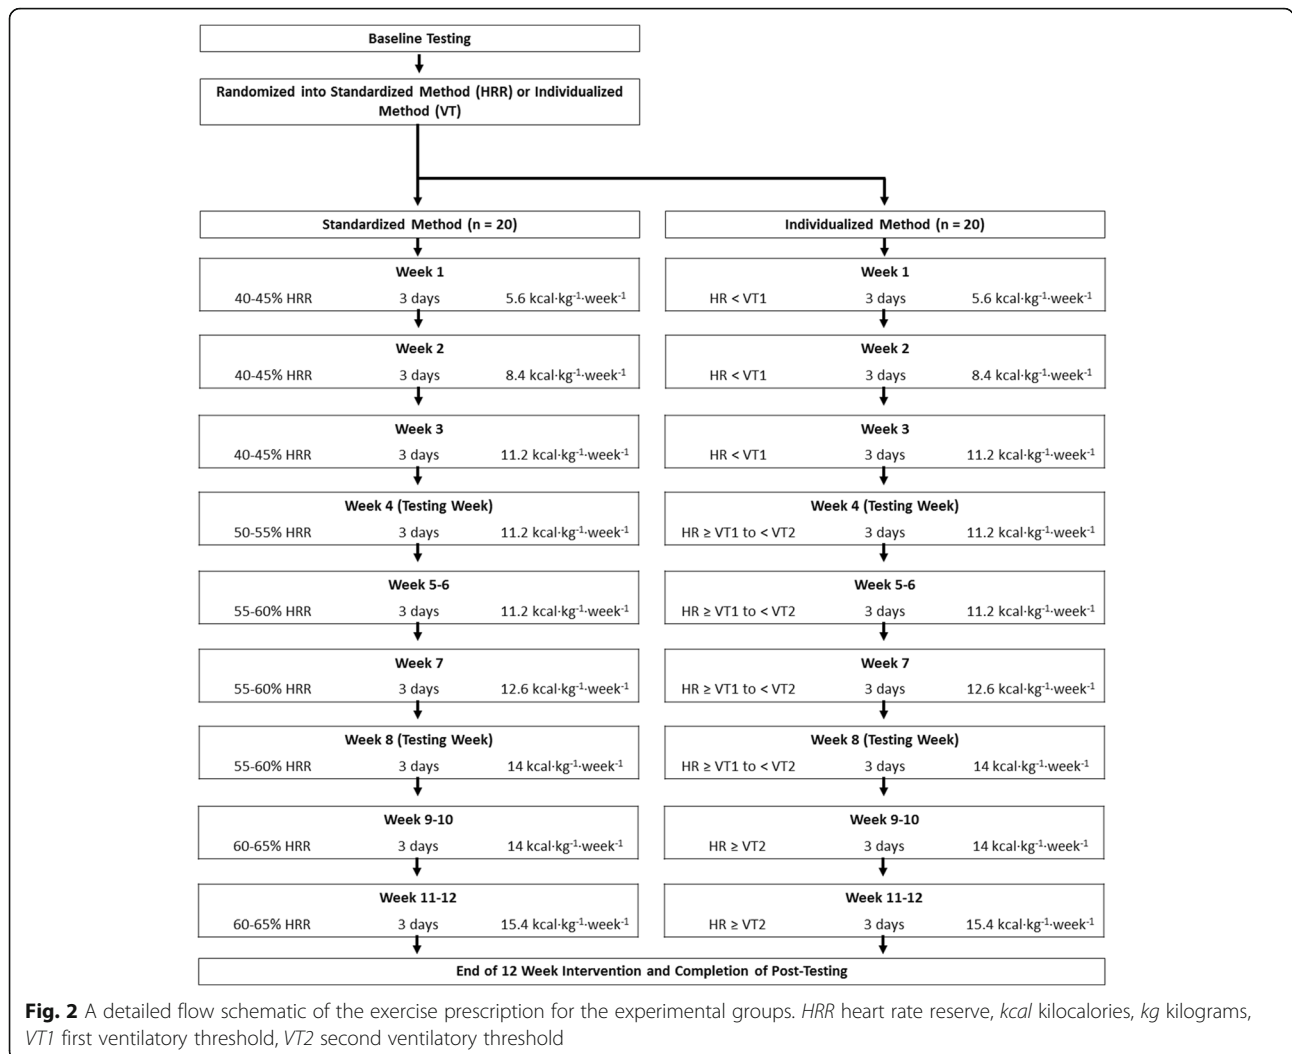 Baseline Testing
Randomized into Standardized Method (HRR) or Individualized
Method (VT)
Standardized Method (n = 20)
Individualized Method (n = 20)
Week 1
40-45% HRR 3 days 5.6 kcal·kg⁻¹·week⁻¹
Week 1
HR < VT1 3 days 5.6 kcal·kg⁻¹·week⁻¹
Week 2
40-45% HRR 3 days 8.4 kcal·kg⁻¹·week⁻¹
Week 2
HR < VT1 3 days 8.4 kcal·kg⁻¹·week⁻¹
Week 3
40-45% HRR 3 days 11.2 kcal·kg⁻¹·week⁻¹
Week 3
HR < VT1 3 days 11.2 kcal·kg⁻¹·week⁻¹
Week 4 (Testing Week)
50-55% HRR 3 days 11.2 kcal·kg⁻¹·week⁻¹
Week 4 (Testing Week)
HR ≥ VT1 to < VT2 3 days 11.2 kcal·kg⁻¹·week⁻¹
Week 5-6
55-60% HRR 3 days 11.2 kcal·kg⁻¹·week⁻¹
Week 5-6
HR ≥ VT1 to < VT2 3 days 11.2 kcal·kg⁻¹·week⁻¹
Week 7
55-60% HRR 3 days 12.6 kcal·kg⁻¹·week⁻¹
Week 7
HR ≥ VT1 to < VT2 3 days 12.6 kcal·kg⁻¹·week⁻¹
Week 8 (Testing Week)
55-60% HRR 3 days 14 kcal·kg⁻¹·week⁻¹
Week 8 (Testing Week)
HR ≥ VT1 to < VT2 3 days 14 kcal·kg⁻¹·week⁻¹
Week 9-10
60-65% HRR 3 days 14 kcal·kg⁻¹·week⁻¹
Week 9-10
HR ≥ VT2 3 days 14 kcal·kg⁻¹·week⁻¹
Week 11-12
60-65% HRR 3 days 15.4 kcal·kg⁻¹·week⁻¹
Week 11-12
HR ≥ VT2 3 days 15.4 kcal·kg⁻¹·week⁻¹
End of 12 Week Intervention and Completion of Post-Testing
Fig. 2 A detailed flow schematic of the exercise prescription for the experimental groups. HRR heart rate reserve, kcal kilocalories, kg kilograms,
VT1 first ventilatory threshold, VT2 second ventilatory threshold